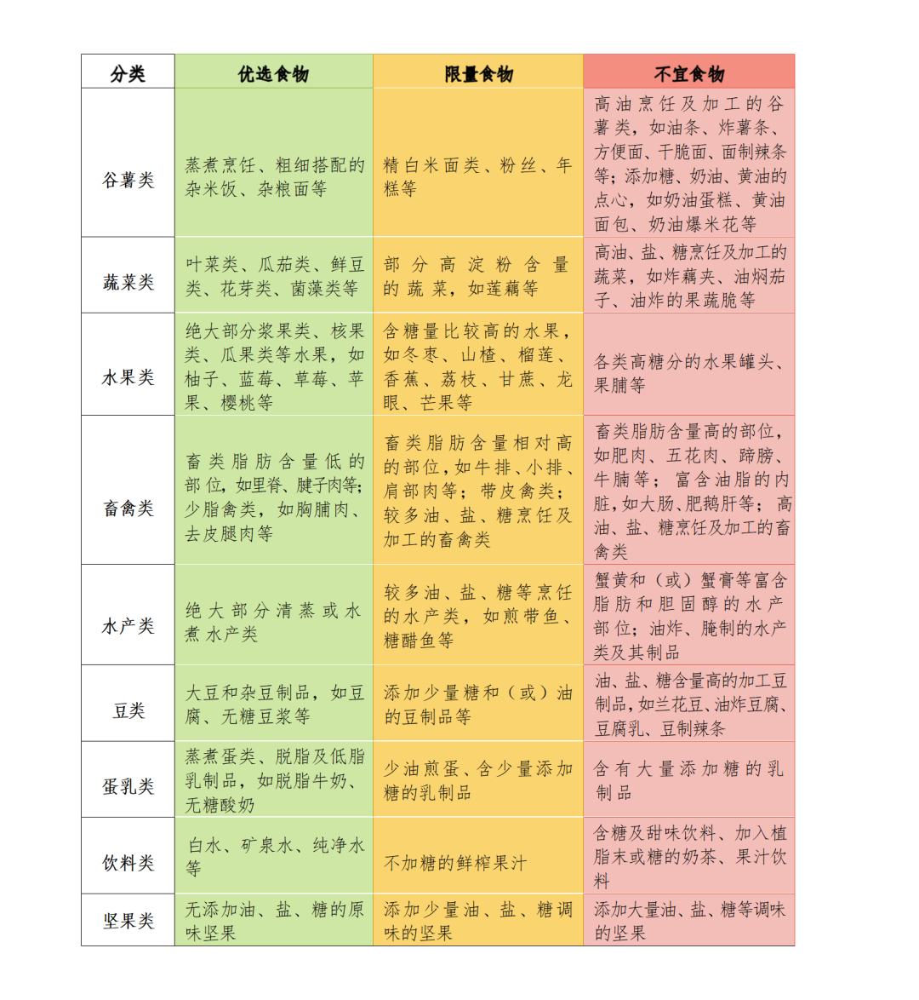 分类
优选食物
限量食物
不宜食物
谷薯类
蒸煮烹饪、粗细搭配的
杂米饭、杂粮面等
精白米面类、粉丝、年
糕等
高油烹饪及加工的谷
薯类，如油条、炸薯条、
方便面、干脆面、面制辣条
等；添加糖、奶油、黄油的
点心，如奶油蛋糕、黄油
面包、奶油爆米花等
蔬菜类
叶菜类、瓜茄类、鲜豆
类、花芽类、菌藻类等
部分高淀粉含量
的蔬菜，如莲藕等
高油、盐、糖烹饪及加工的
蔬菜，如炸藕夹、油焖茄
子、油炸的果蔬脆等
水果类
绝大部分浆果类、核果
类、瓜果类等水果，如
柚子、蓝莓、草莓、苹
果、樱桃等
含糖量比较高的水果，
如冬枣、山楂、榴莲、
香蕉、荔枝、甘蔗、龙
眼、芒果等
各类高糖分的水果罐头、
果脯等
畜禽类
畜类脂肪含量低的
部位，如里脊、腱子肉等；
少脂禽类，如胸脯肉、
去皮腿肉等
畜类脂肪含量相对高
的部位，如牛排、小排、
肩部肉等；带皮禽类；
较多油、盐、糖烹饪及
加工的畜禽类
畜类脂肪含量高的部位，
如肥肉、五花肉、蹄膀、
牛腩等；富含油脂的内
脏，如大肠、肥鹅肝等；高
油、盐、糖烹饪及加工的畜
禽类
水产类
绝大部分清蒸或水
煮水产类
较多油、盐、糖等烹饪
的水产类，如煎带鱼、
糖醋鱼等
蟹黄和（或）蟹膏等富含
脂肪和胆固醇的水产
部位；油炸、腌制的水产
类及其制品
豆类
大豆和杂豆制品，如豆
腐、无糖豆浆等
添加少量糖和（或）油
的豆制品等
油、盐、糖含量高的加工豆
制品，如兰花豆、油炸豆腐、
豆腐乳、豆制辣条
蛋乳类
蒸煮蛋类、脱脂及低脂
乳制品，如脱脂牛奶、
无糖酸奶
少油煎蛋、含少量添加
糖的乳制品
含有大量添加糖的乳
制品
饮料类
白水、矿泉水、纯净水
等
不加糖的鲜榨果汁
含糖及甜味饮料、加入植
脂末或糖的奶茶、果汁饮
料
坚果类
无添加油、盐、糖的原
味坚果
添加少量油、盐、糖调
味的坚果
添加大量油、盐、糖等调味
的坚果